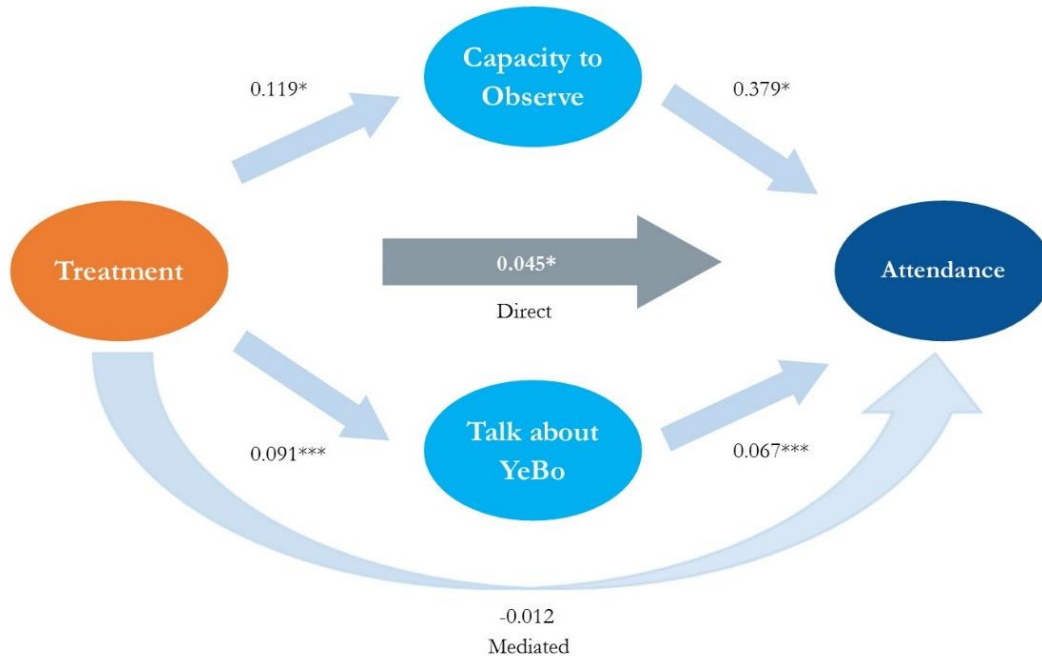 Capacity to
Observe
0.119*
0.379*
Treatment
0.045*
Direct
Attendance
Talk about
YeBo
0.091***
0.067***
-0.012
Mediated